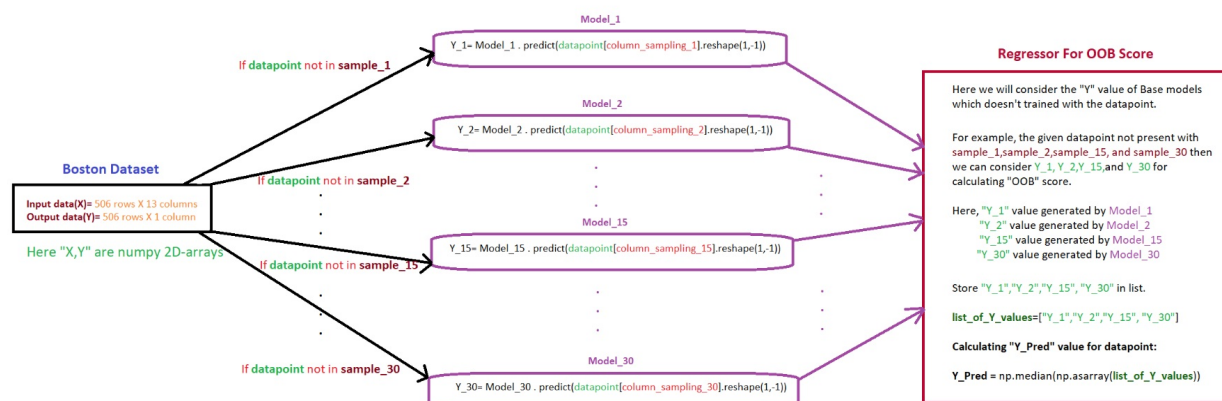 Model_1
Y_1= Model_1 . predict(datapoint[column_sampling_1].reshape(1,-1))
If datapoint not in sample_1
Model_2
Y_2= Model_2 . predict(datapoint[column_sampling_2].reshape(1,-1))
If datapoint not in sample_2
Boston Dataset
Input data(X)= 506 rows X 13 columns
Output data(Y)= 506 rows X 1 column
Here "X,Y" are numpy 2D-arrays
Model_15
Y_15= Model_15 . predict(datapoint[column_sampling_15].reshape(1,-1))
If datapoint not in sample_15
Model_30
Y_30= Model_30 . predict(datapoint[column_sampling_30].reshape(1,-1))
If datapoint not in sample_30
Regressor For OOB Score
Here we will consider the "Y" value of Base models
which doesn't trained with the datapoint.
For example, the given datapoint not present with
sample_1,sample_2,sample_15, and sample_30 then
we can consider Y_1, Y_2,Y_15,and Y_30 for
calculating "OOB" score.
Here, "Y_1" value generated by Model_1
"Y_2" value generated by Model_2
"Y_15" value generated by Model_15
"Y_30" value generated by Model_30
Store "Y_1","Y_2","Y_15", "Y_30" in list.
list_of_Y_values=["Y_1","Y_2","Y_15", "Y_30"]
Calculating "Y_Pred" value for datapoint:
Y_Pred = np.median(np.asarray(list_of_Y_values))